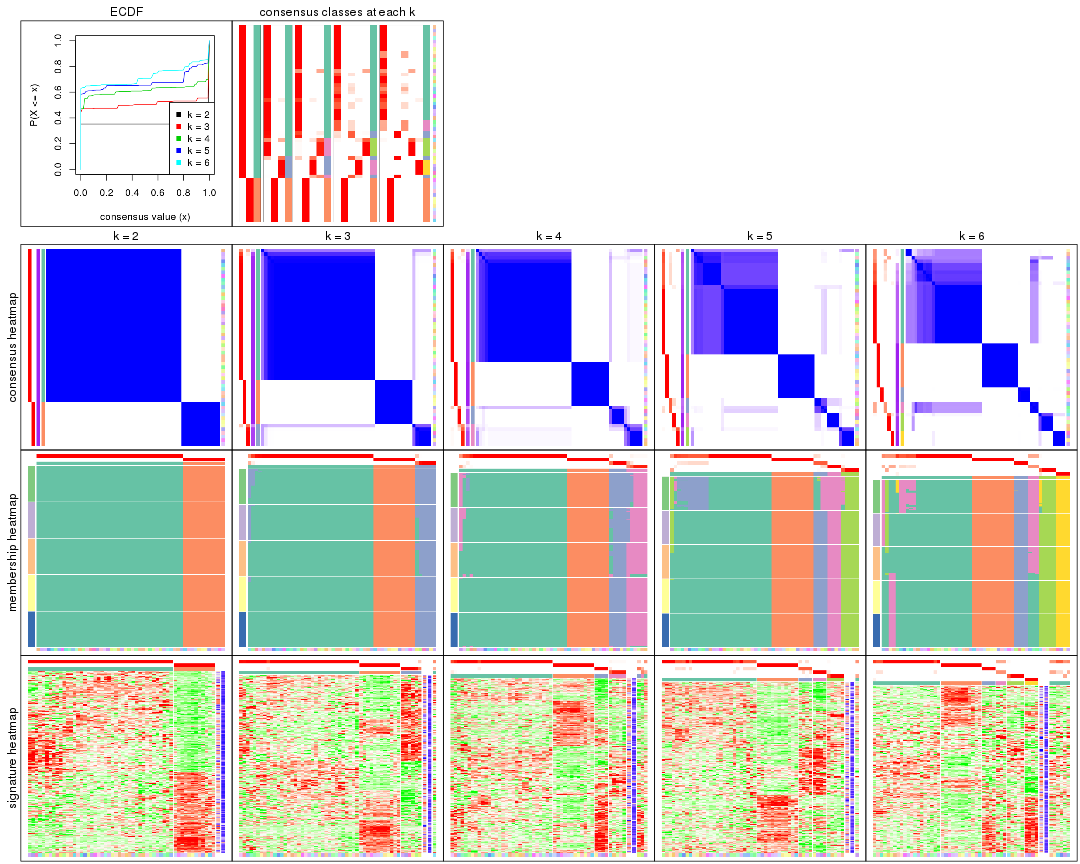 ECDF
consensus classes at each k
P(X <= x)
1.0
0.8
0.6
0.4
0.2
0.0
k = 2
k = 3
k = 4
k = 5
k = 6
0.0 0.2 0.4 0.6 0.8 1.0
consensus value (x)
k = 2 k = 3 k = 4 k = 5 k = 6
consensus heatmap
membership heatmap
signature heatmap